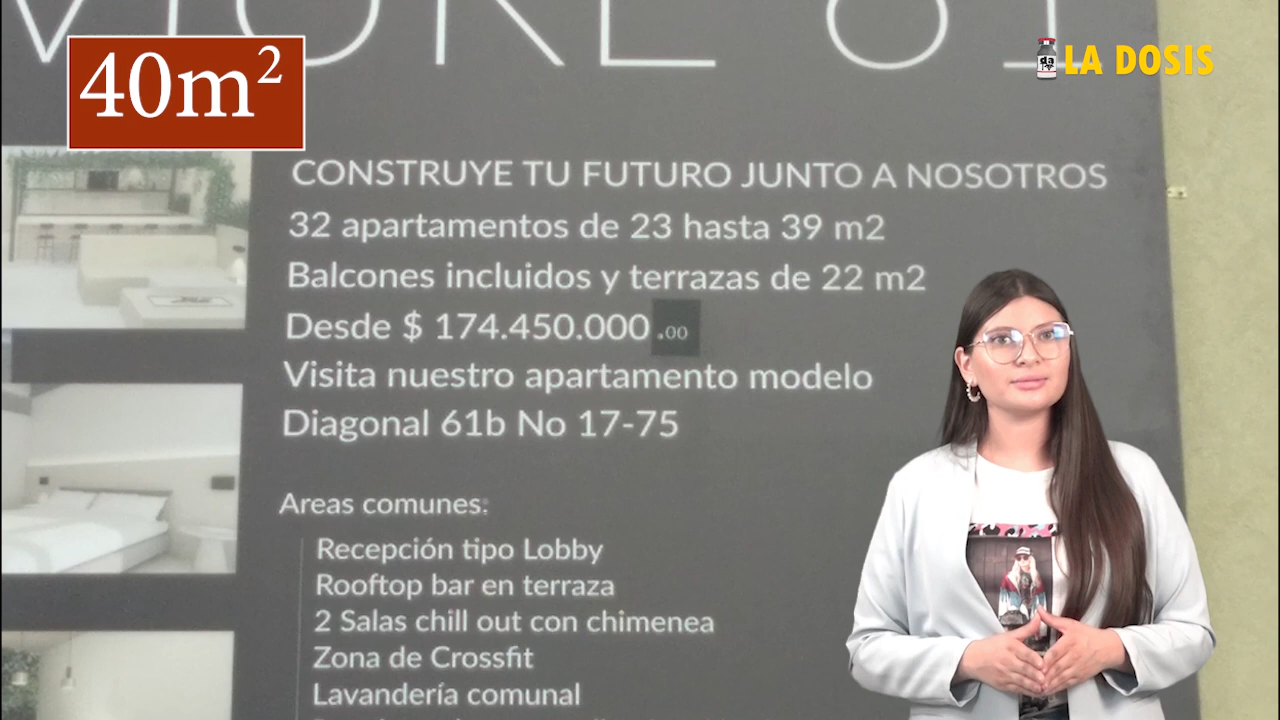 40m²
LA DOSIS
CONSTRUYE TU FUTURO JUNTO A NOSOTROS
32 apartamentos de 23 hasta 39 m2
Balcones incluidos y terrazas de 22 m2
Desde $ 174.450.000.00
Visita nuestro apartamento modelo
Diagonal 61b No 17-75
Areas comunes:
Recepción tipo Lobby
Rooftop bar en terraza
2 Salas chill out con chimenea
Zona de Crossfit
Lavandería comunal